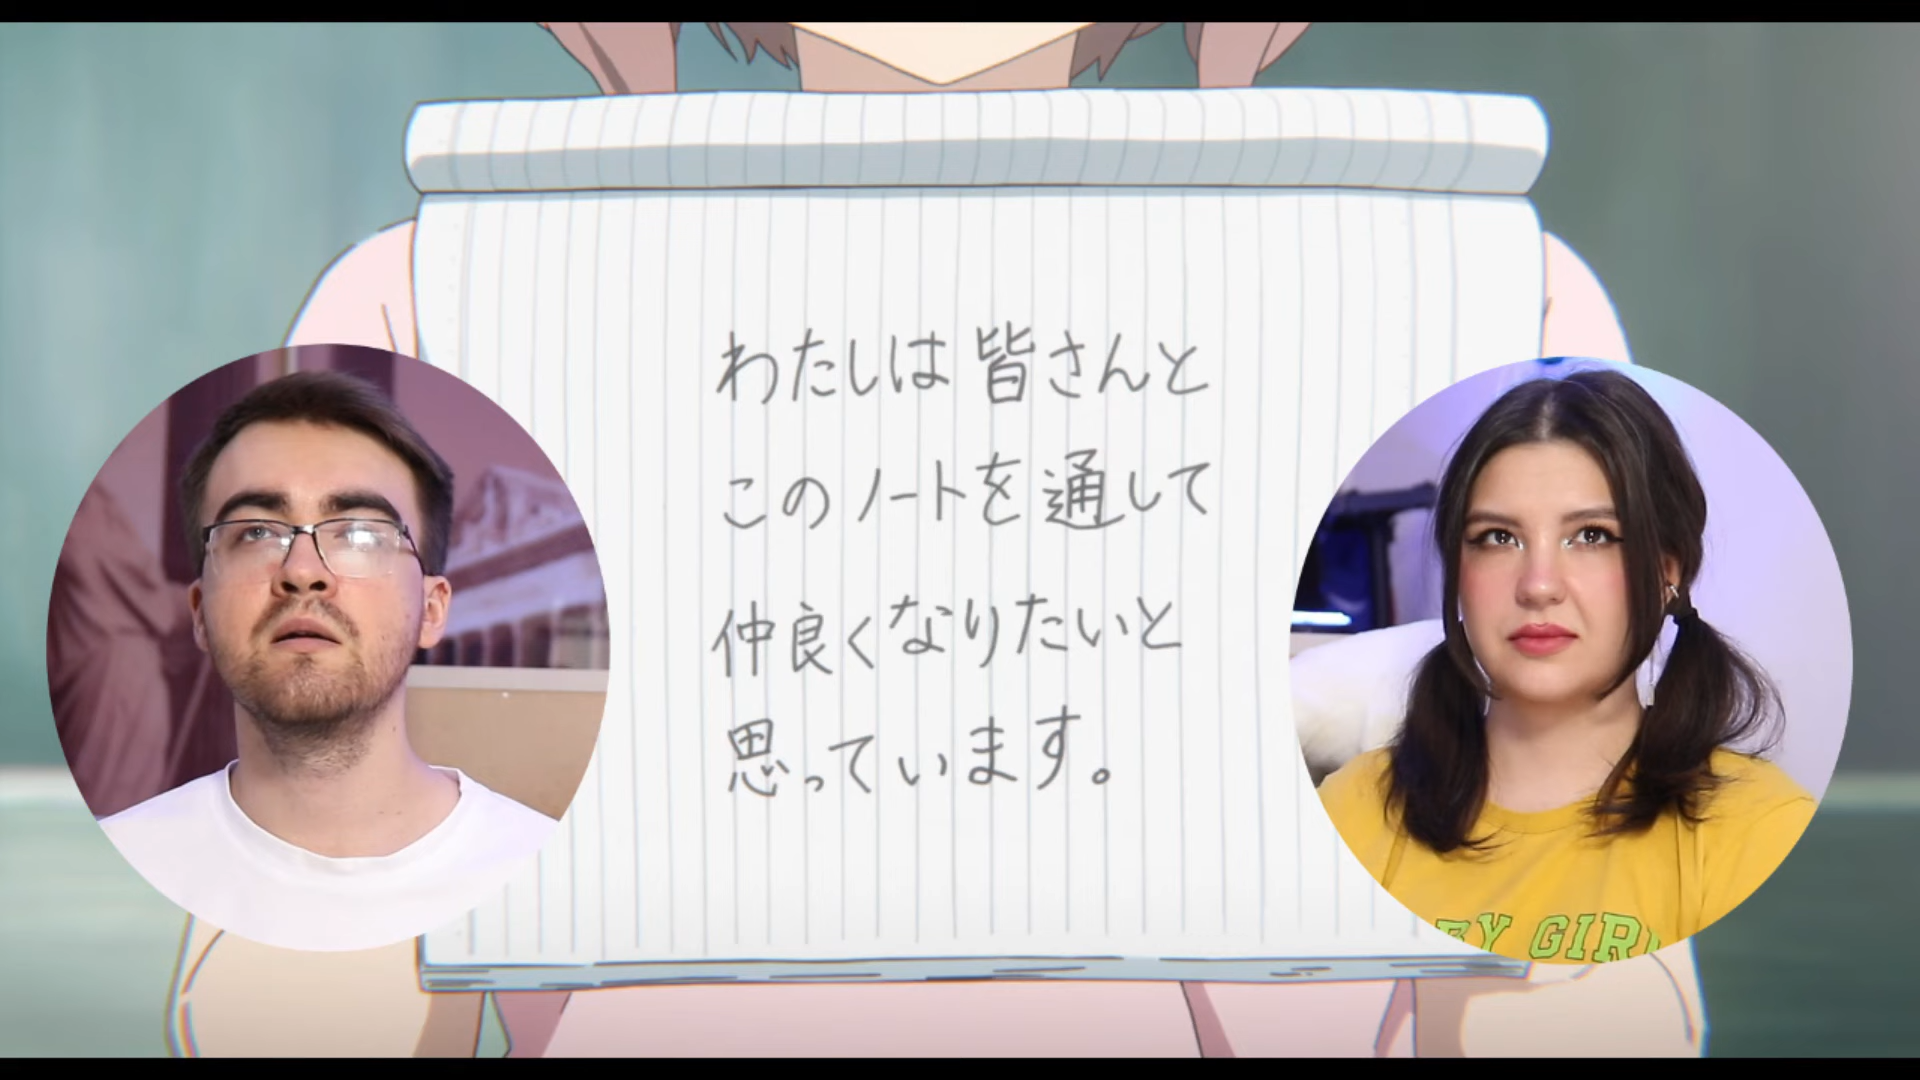 わたしは皆さんと
このノートを通して
仲良くなりたいと
思っています。
GIRL